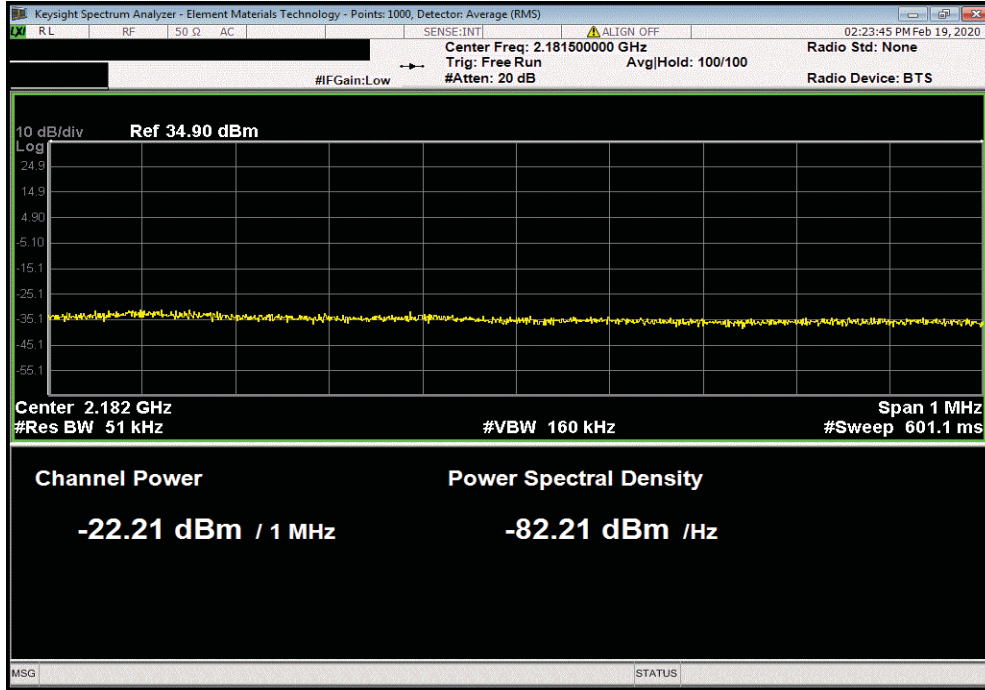 Keysight Spectrum Analyzer - Element Materials Technology - Points: 1000, Detector: Average (RMS)
LXI RL RF 50 Ω AC SENSE:INT ALIGN OFF 02:23:45 PM Feb 19, 2020
Center Freq: 2.181500000 GHz Radio Std: None
Trig: Free Run Avg|Hold: 100/100
#IFGain:Low #Atten: 20 dB Radio Device: BTS
10 dB/div Ref 34.90 dBm
Log
24.9
14.9
4.90
-5.10
-15.1
-25.1
-35.1
-45.1
-55.1
Center 2.182 GHz Span 1 MHz
#Res BW 51 kHz #VBW 160 kHz #Sweep 601.1 ms
Channel Power Power Spectral Density
-22.21 dBm / 1 MHz -82.21 dBm /Hz
MSG STATUS